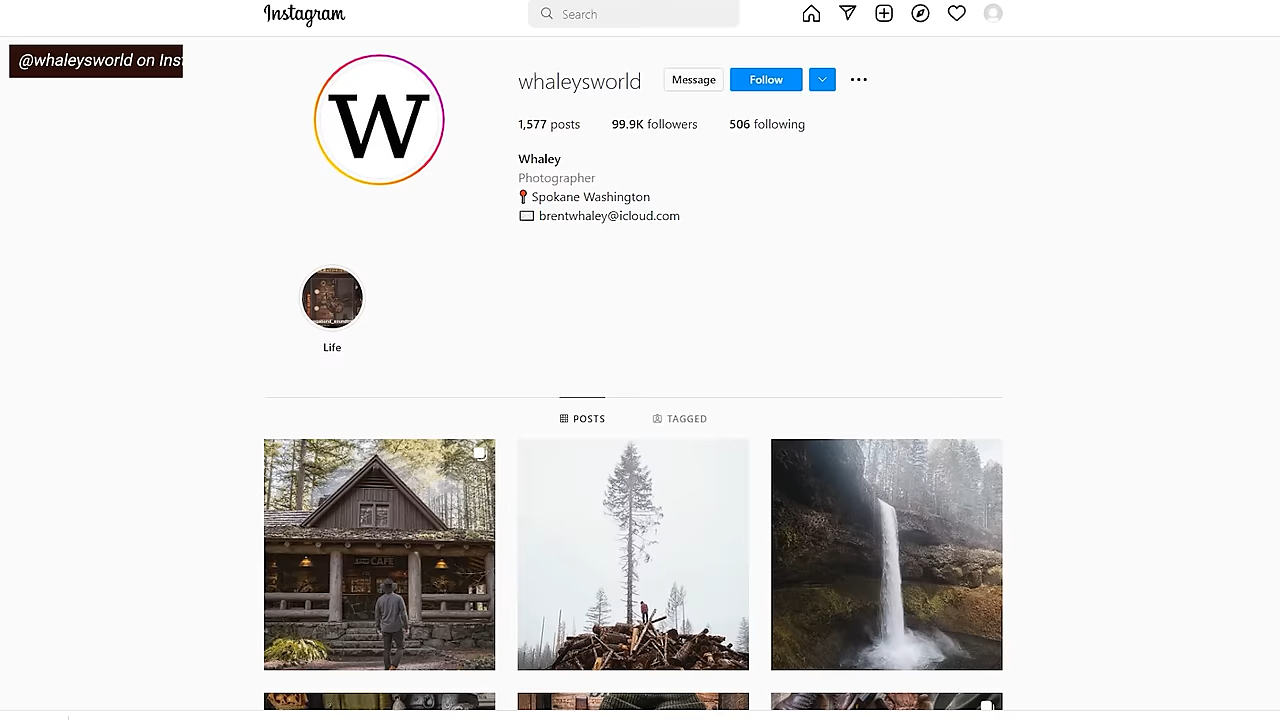 Instagram
Search
@whaleysworld on Ins
W
whaleysworld
Message
Follow
1,577 posts
99.9K followers
506 following
Whaley
Photographer
Spokane Washington
brentwhaley@icloud.com
Life
POSTS
TAGGED
CAFE